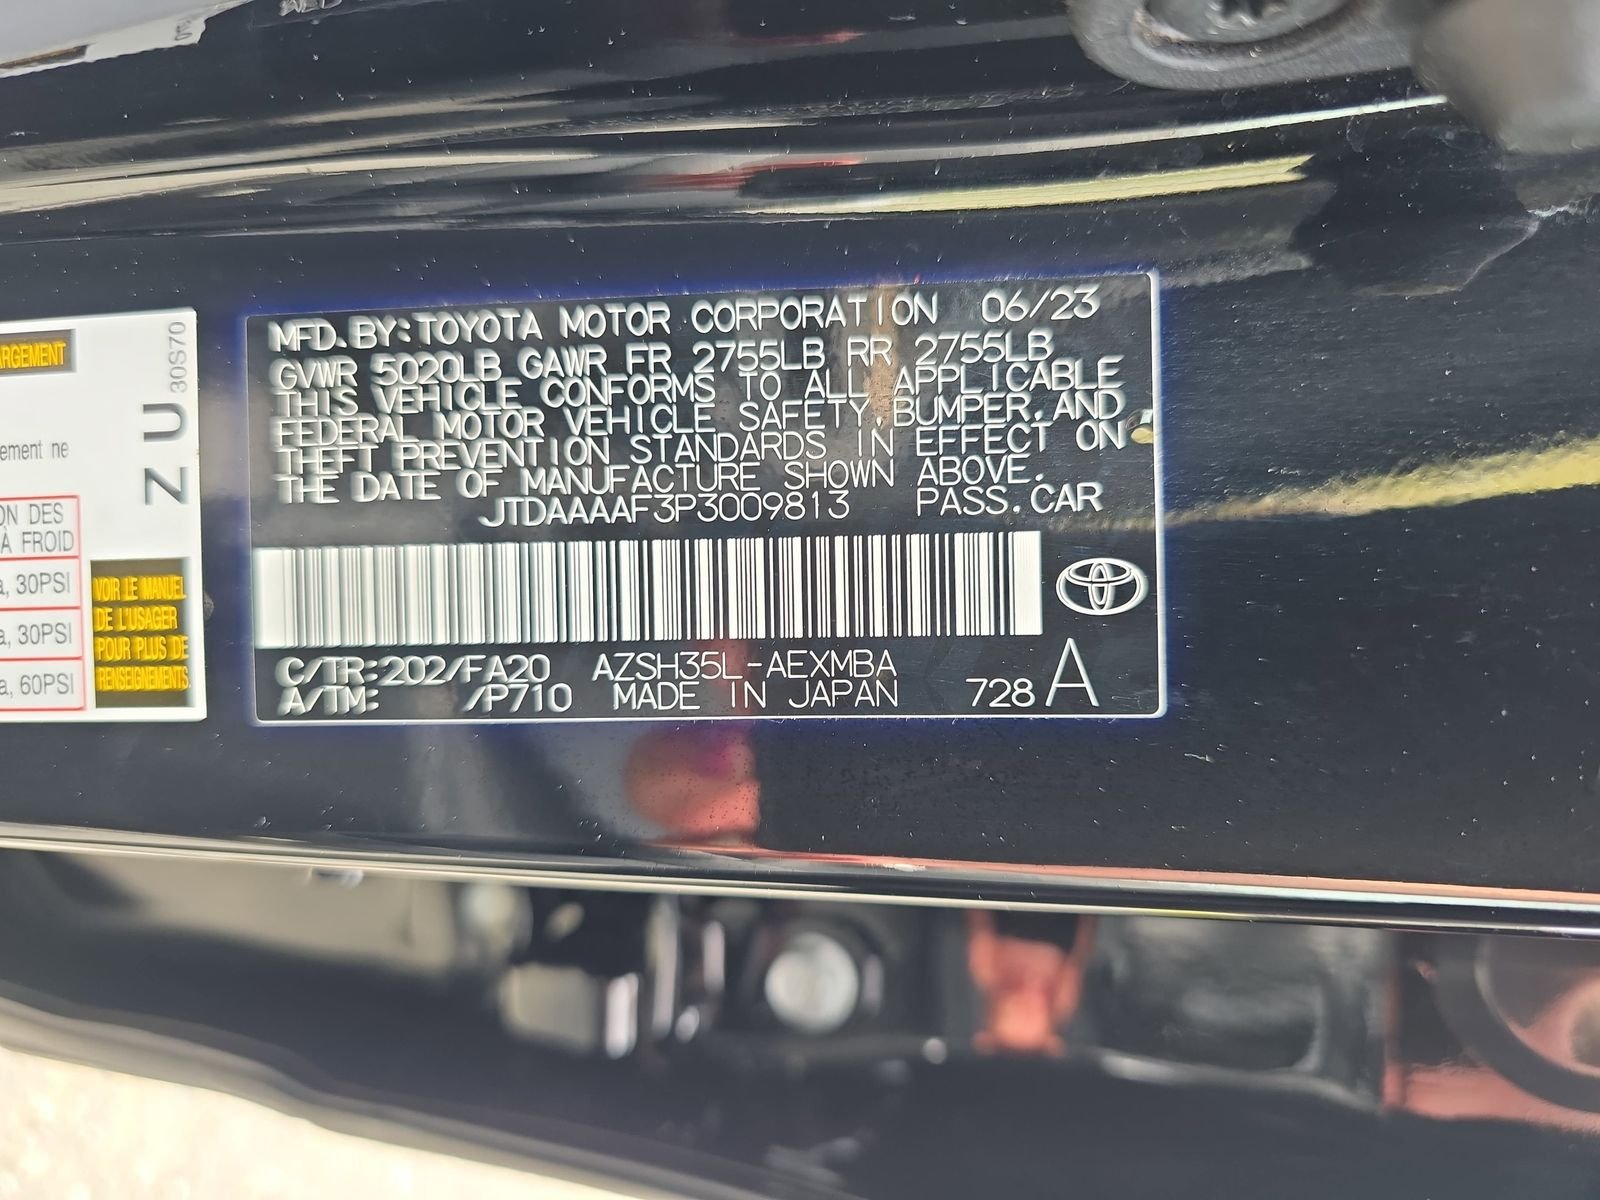 ARGEMENT
ement ne
ON DES
À FROID
a, 30PSI
a, 30PSI
a, 60PSI
Z U
30S70
VOIR LE MANUEL
DE L'USAGER
POUR PLUS DE
RENSEIGNEMENTS
MFD. BY: TOYOTA MOTOR CORPORATION 06/23
GVWR 5020LB GAWR FR 2755LB RR 2755LB
THIS VEHICLE CONFORMS TO ALL APPLICABLE
FEDERAL MOTOR VEHICLE SAFETY, BUMPER, AND
THEFT PREVENTION STANDARDS IN EFFECT ON
THE DATE OF MANUFACTURE SHOWN ABOVE.
JTDAAAAF3P3009813 PASS. CAR
C/TR:202/FA20 AZSH35L-AEXMBA
A/TM: /P710 MADE IN JAPAN 728 A